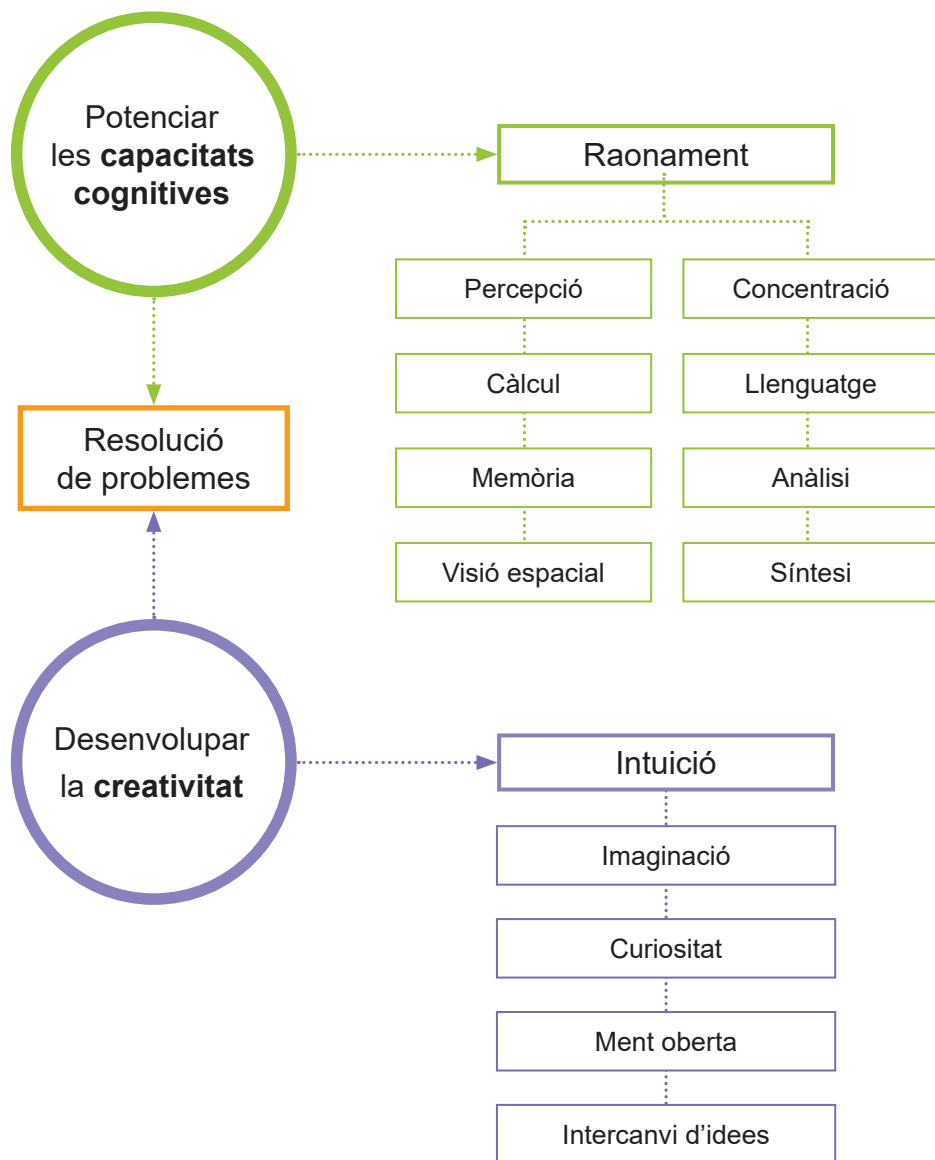 Potenciar
les capacitats
cognitives
Raonament
Percepció
Concentració
Càlcul
Llenguatge
Resolució
de problemes
Memòria
Anàlisi
Visió espacial
Síntesi
Desenvolupar
la creativitat
Intuició
Imaginació
Curiositat
Ment oberta
Intercanvi d’idees